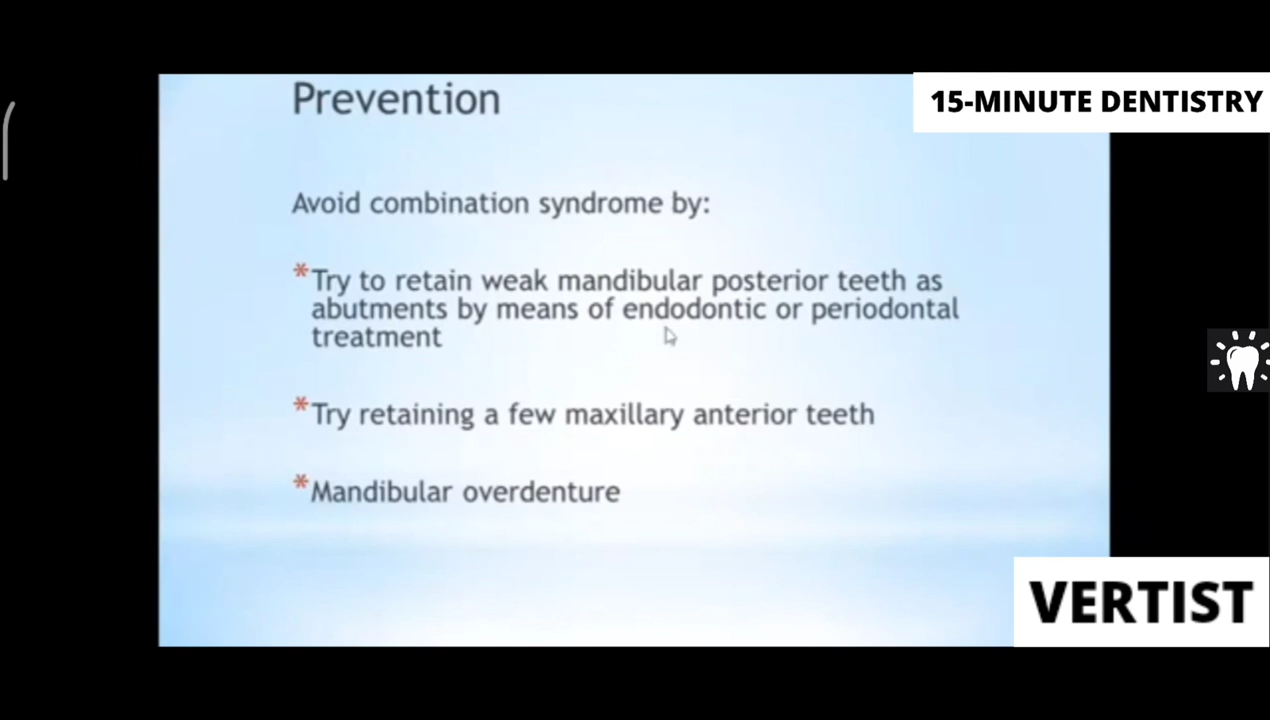 Prevention
15-MINUTE DENTISTRY
Avoid combination syndrome by:
* Try to retain weak mandibular posterior teeth as
abutments by means of endodontic or periodontal
treatment
* Try retaining a few maxillary anterior teeth
* Mandibular overdenture
VERTIST